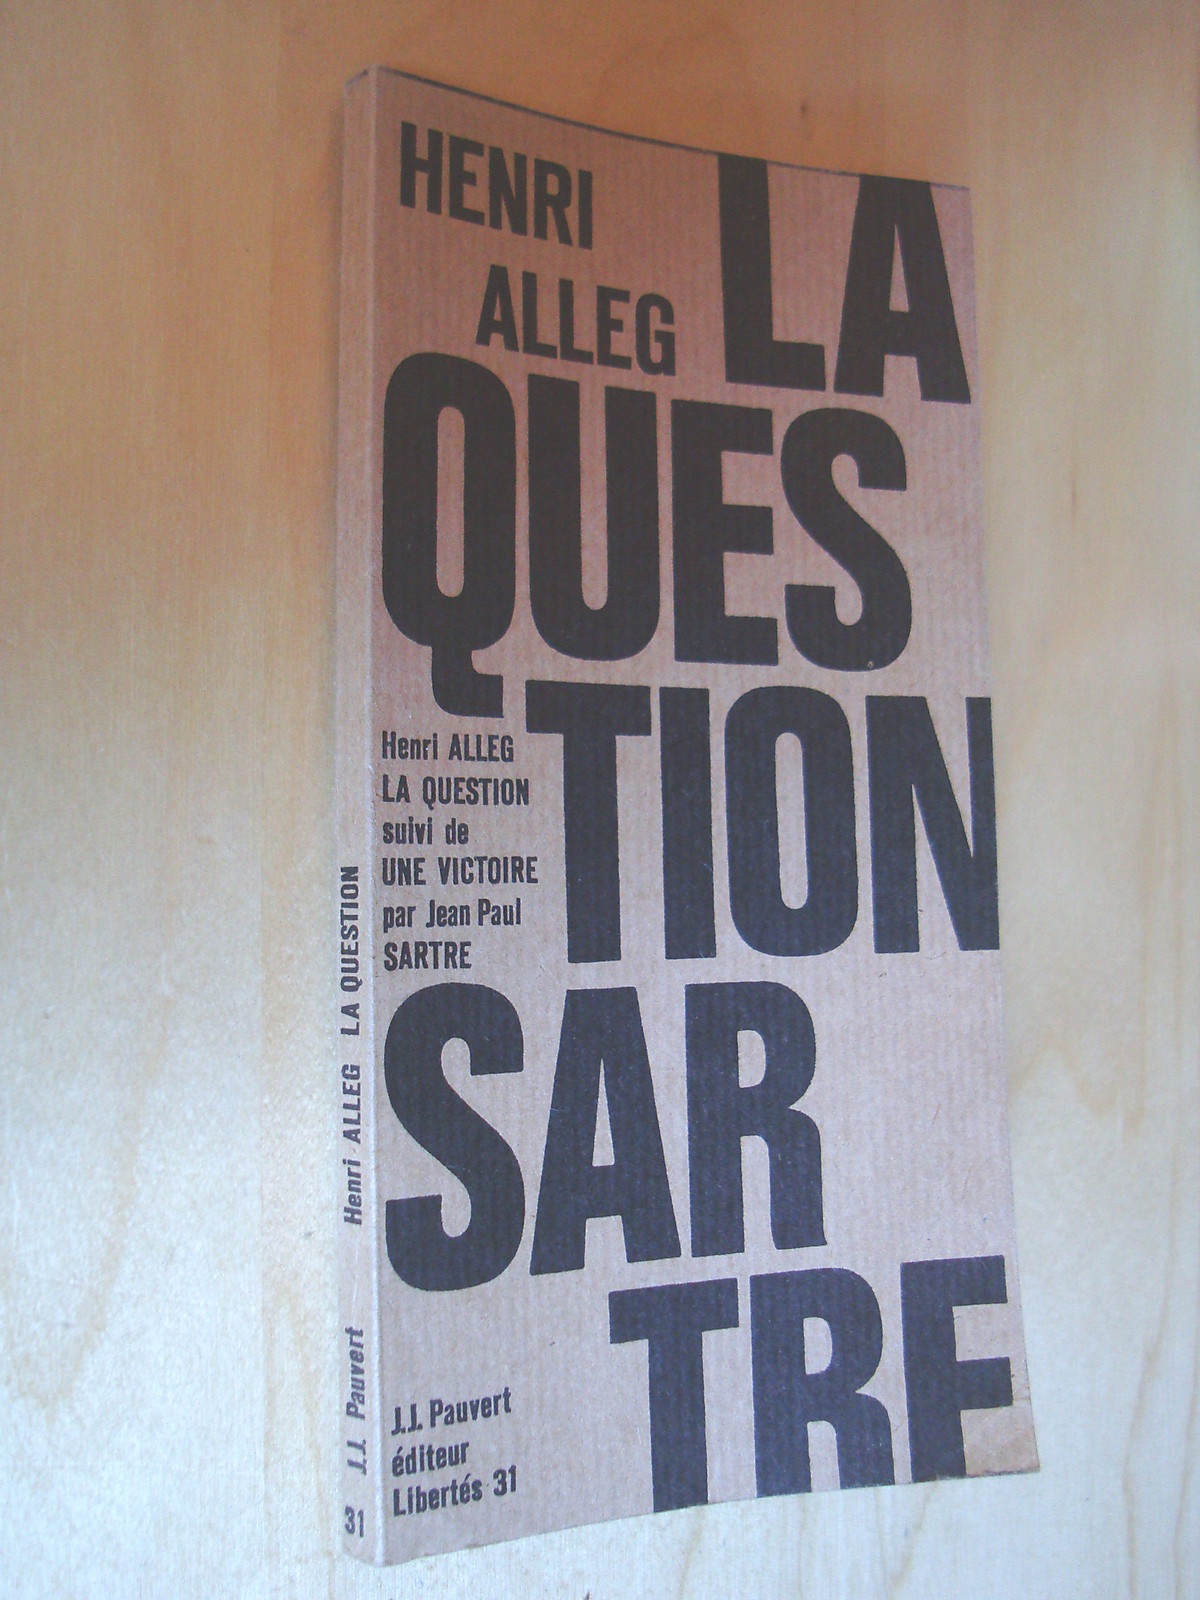 HENRI
ALLEG
LA
QUES
TION
Henri ALLEG
LA QUESTION
suivi de
UNE VICTOIRE
par Jean Paul
SARTRE
SAR
TRE
J.J. Pauvert
éditeur
Libertés 31
31 J.J. Pauvert Henri ALLEG LA QUESTION